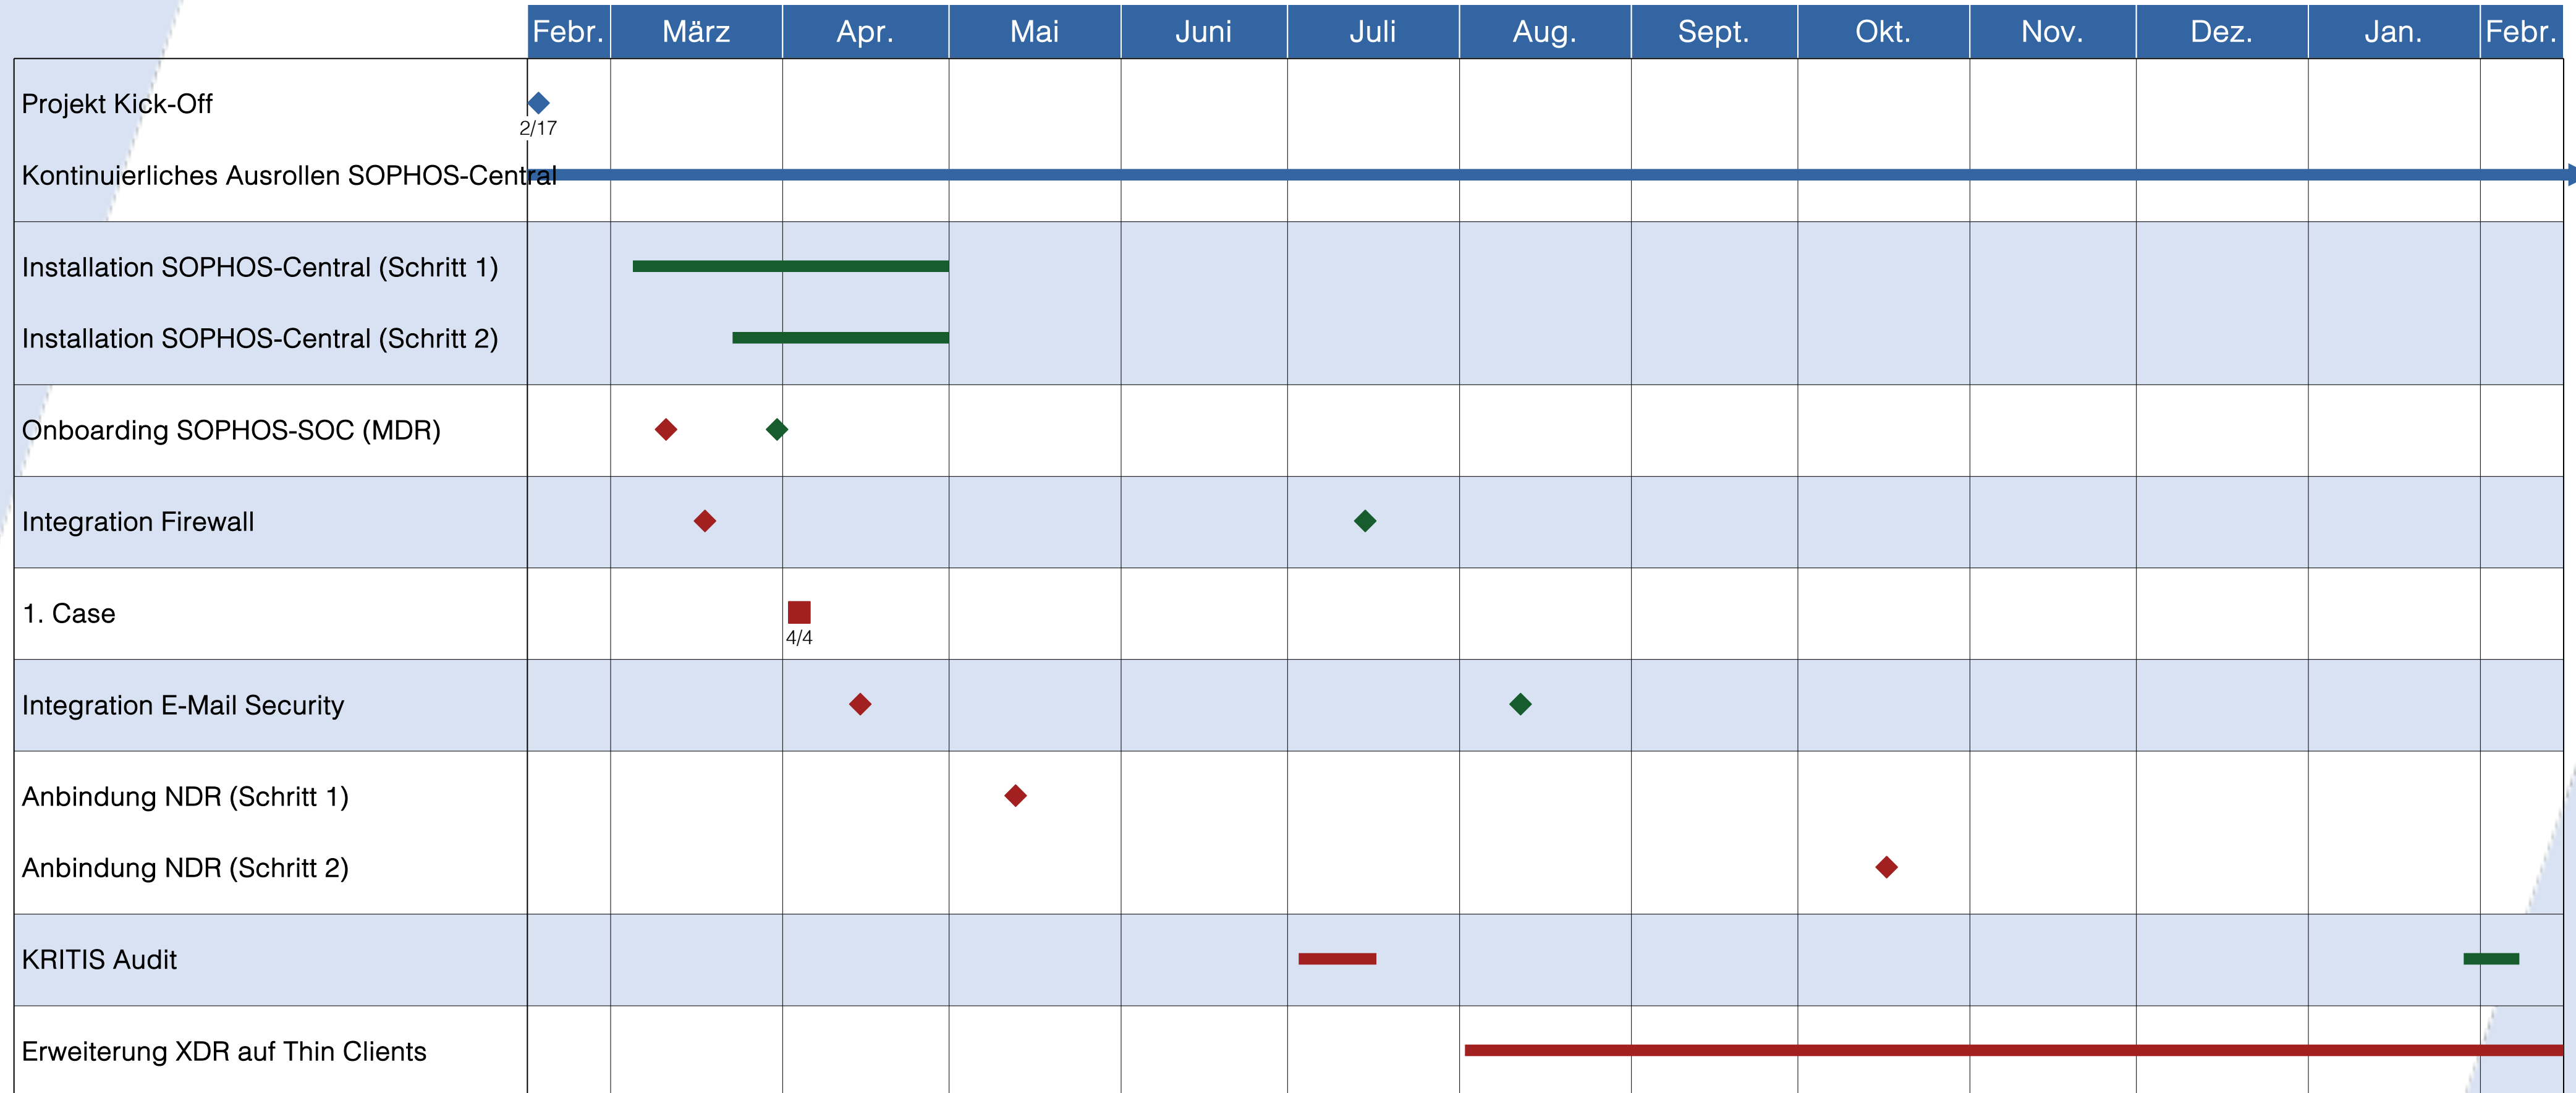 Febr. März Apr. Mai Juni Juli Aug. Sept. Okt. Nov. Dez. Jan. Febr.
Projekt Kick-Off
2/17
Kontinuierliches Ausrollen SOPHOS-Central
Installation SOPHOS-Central (Schritt 1)
Installation SOPHOS-Central (Schritt 2)
Onboarding SOPHOS-SOC (MDR)
Integration Firewall
1. Case
4/4
Integration E-Mail Security
Anbindung NDR (Schritt 1)
Anbindung NDR (Schritt 2)
KRITIS Audit
Erweiterung XDR auf Thin Clients